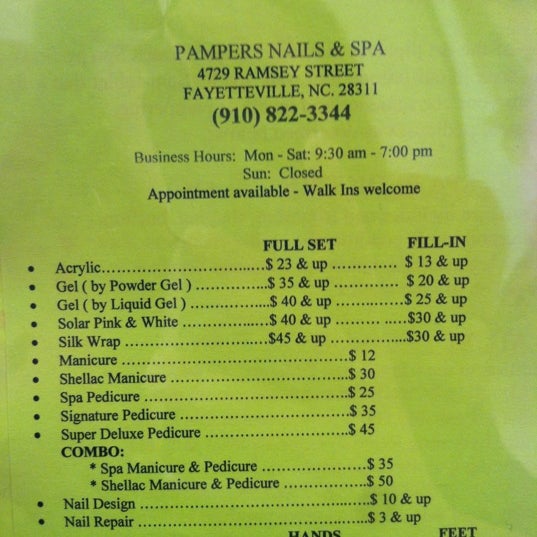 PAMPERS NAILS & SPA
4729 RAMSEY STREET
FAYETTEVILLE, NC. 28311
(910) 822-3344
Business Hours: Mon - Sat: 9:30 am - 7:00 pm
Sun: Closed
Appointment available - Walk Ins welcome
FULL SET FILL-IN
• Acrylic..............................$ 23 & up ............. $ 13 & up
• Gel ( by Powder Gel ) ..............$ 35 & up ............. $ 20 & up
• Gel ( by Liquid Gel ) ...............$ 40 & up .............$ 25 & up
• Solar Pink & White .................$ 40 & up ......... .....$30 & up
• Silk Wrap ...........................$45 & up ...............$30 & up
• Manicure ...........................................$ 12
• Shellac Manicure ..................................$ 30
• Spa Pedicure .......................................$ 25
• Signature Pedicure .................................$ 35
• Super Deluxe Pedicure .............................$ 45
COMBO:
* Spa Manicure & Pedicure ....................$ 35
* Shellac Manicure & Pedicure ................$ 50
• Nail Design ...........................................$ 10 & up
• Nail Repair ...........................................$ 3 & up
HANDS FEET